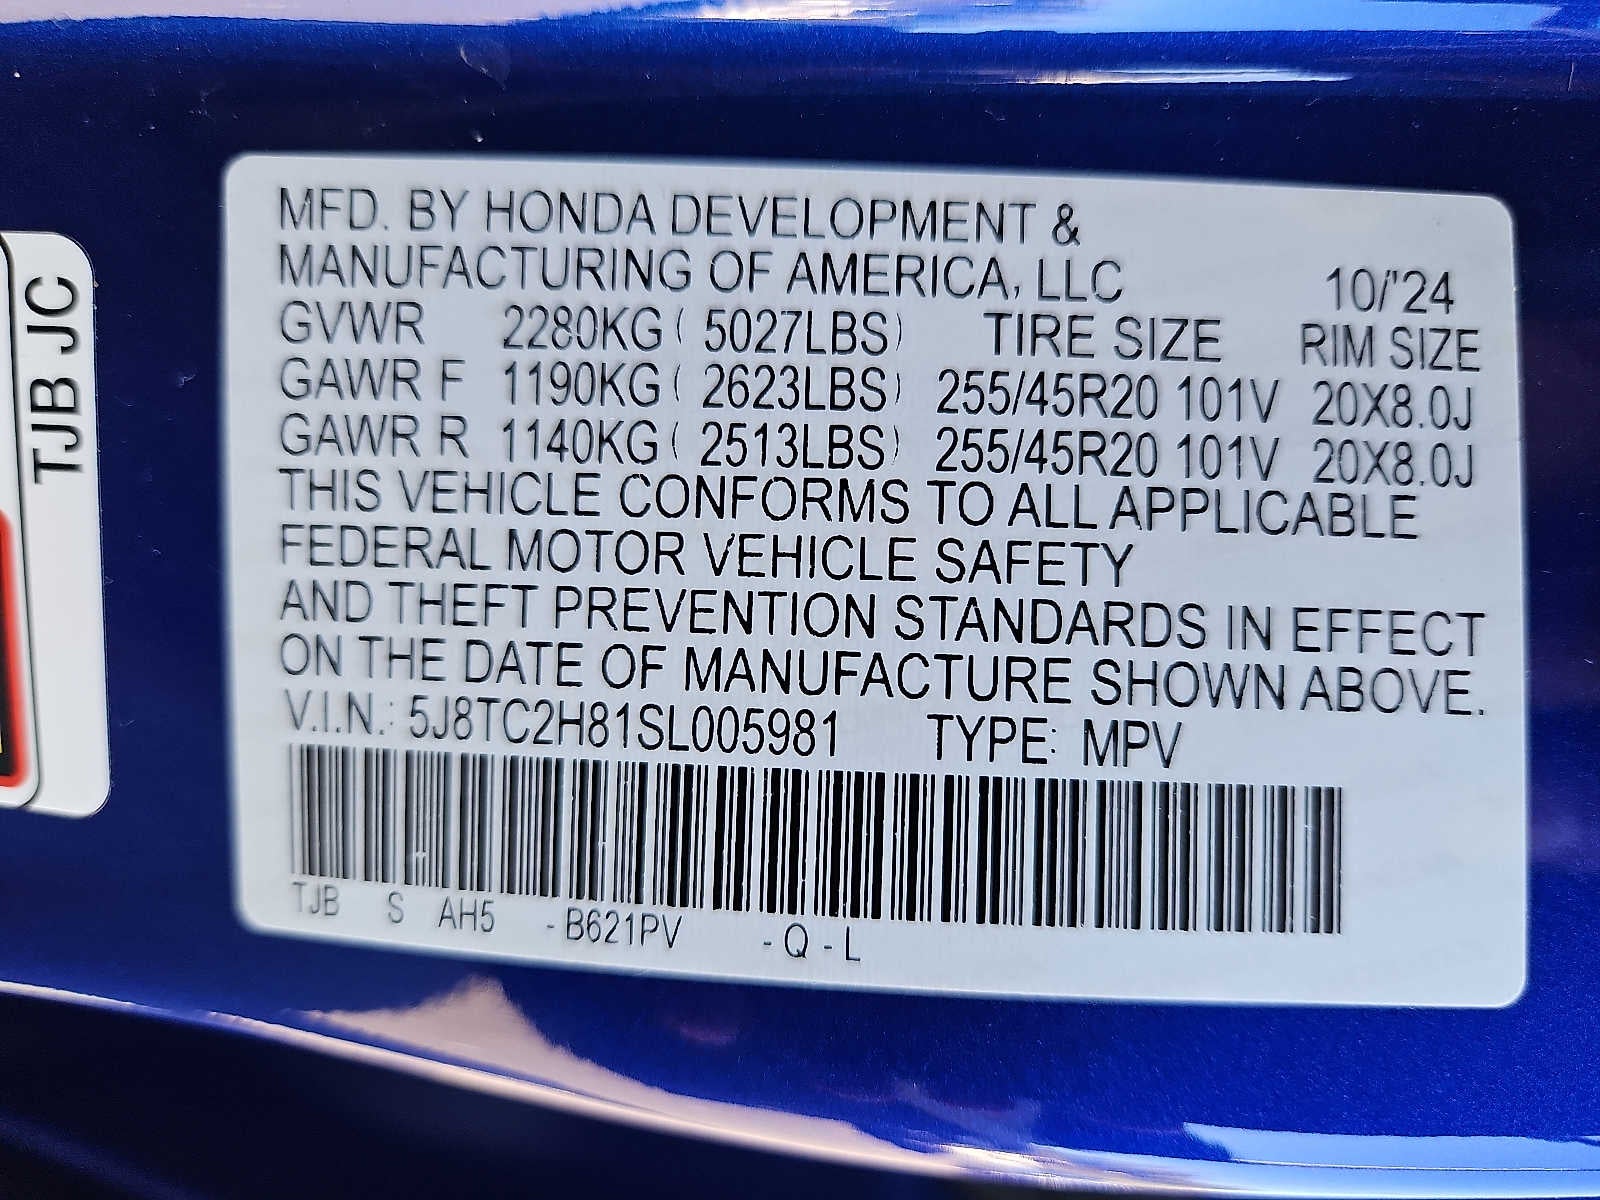 MFD. BY HONDA DEVELOPMENT &
MANUFACTURING OF AMERICA, LLC 10/'24
GVWR 2280KG ( 5027LBS) TIRE SIZE RIM SIZE
GAWR F 1190KG ( 2623LBS) 255/45R20 101V 20X8.0J
GAWR R 1140KG ( 2513LBS) 255/45R20 101V 20X8.0J
THIS VEHICLE CONFORMS TO ALL APPLICABLE
FEDERAL MOTOR VEHICLE SAFETY
AND THEFT PREVENTION STANDARDS IN EFFECT
ON THE DATE OF MANUFACTURE SHOWN ABOVE.
V.I.N.: 5J8TC2H81SL005981 TYPE: MPV
TJB S AH5 -B621PV -Q-L
TJB JC